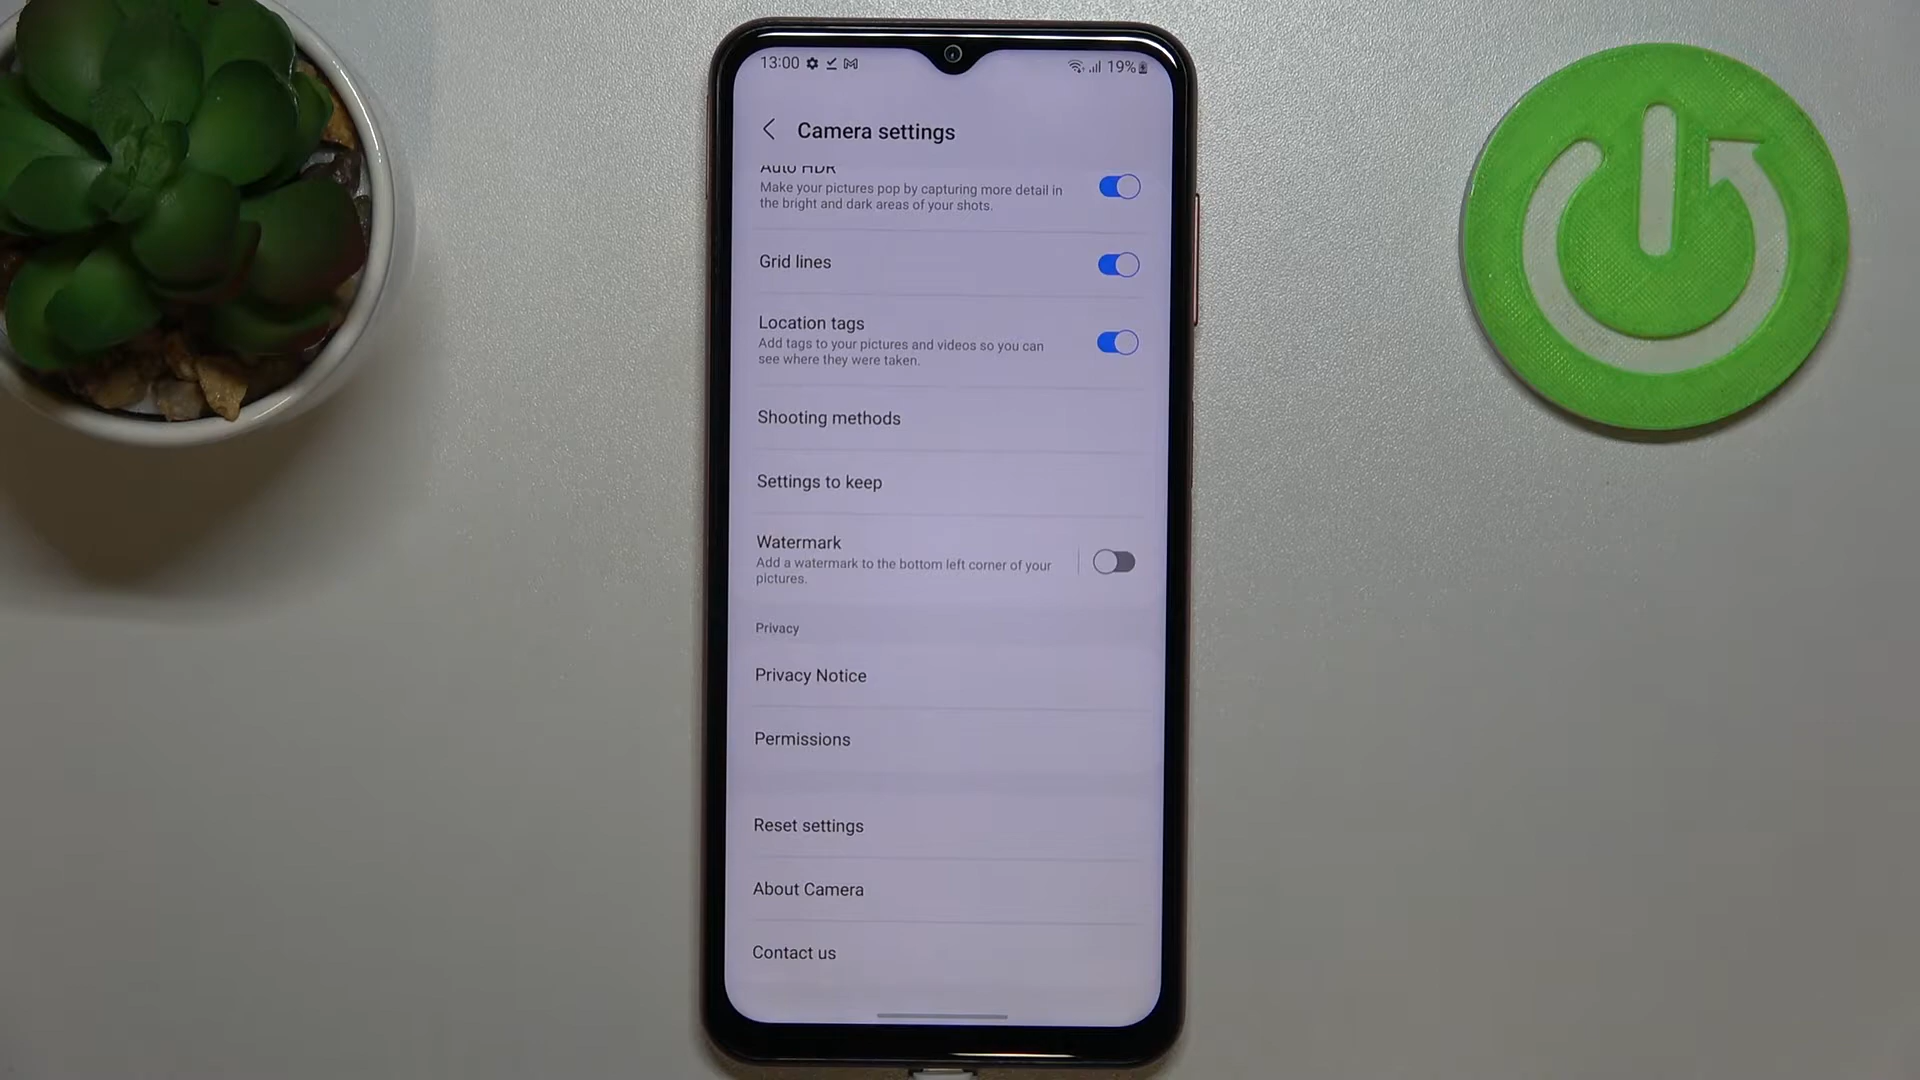 13:00
19%
Camera settings
Auto HDR
Make your pictures pop by capturing more detail in
the bright and dark areas of your shots.
Grid lines
Location tags
Add tags to your pictures and videos so you can
see where they were taken.
Shooting methods
Settings to keep
Watermark
Add a watermark to the bottom left corner of your
pictures.
Privacy
Privacy Notice
Permissions
Reset settings
About Camera
Contact us